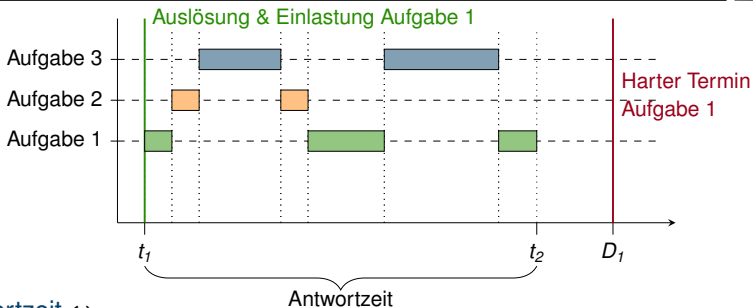 Auslösung & Einlastung Aufgabe 1
Aufgabe 3
Aufgabe 2
Aufgabe 1
Harter Termin
Aufgabe 1
t1
t2
D1
Antwortzeit